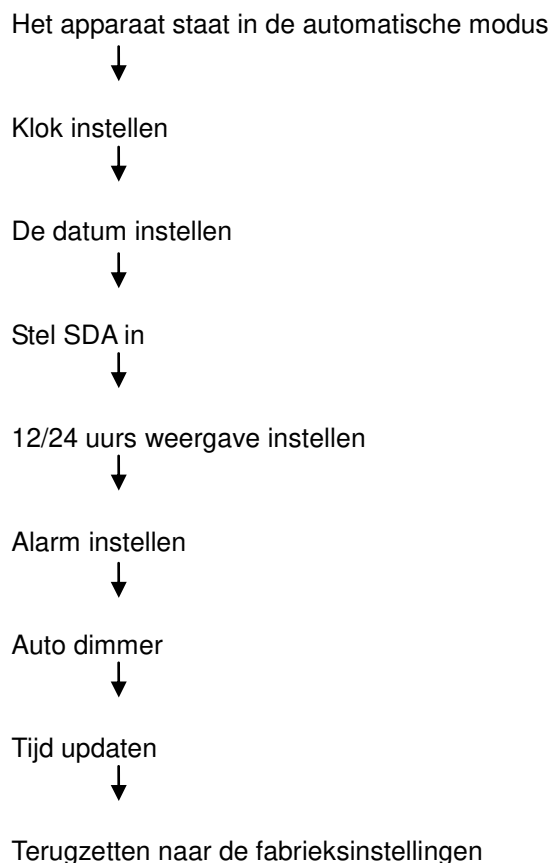 Het apparaat staat in de automatische modus
Klok instellen
De datum instellen
Stel SDA in
12/24 uurs weergave instellen
Alarm instellen
Auto dimmer
Tijd updaten
Terugzetten naar de fabrieksinstellingen